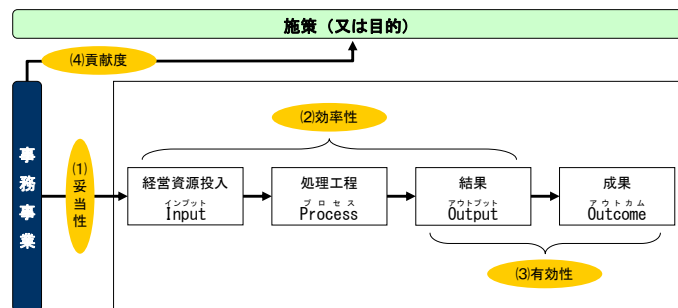 施策（又は目的）
⑷貢献度
事務事業
⑴妥当性
⑵効率性
経営資源投入
インプット
Input
処理工程
プロセス
Process
結果
アウトプット
Output
成果
アウトカム
Outcome
⑶有効性